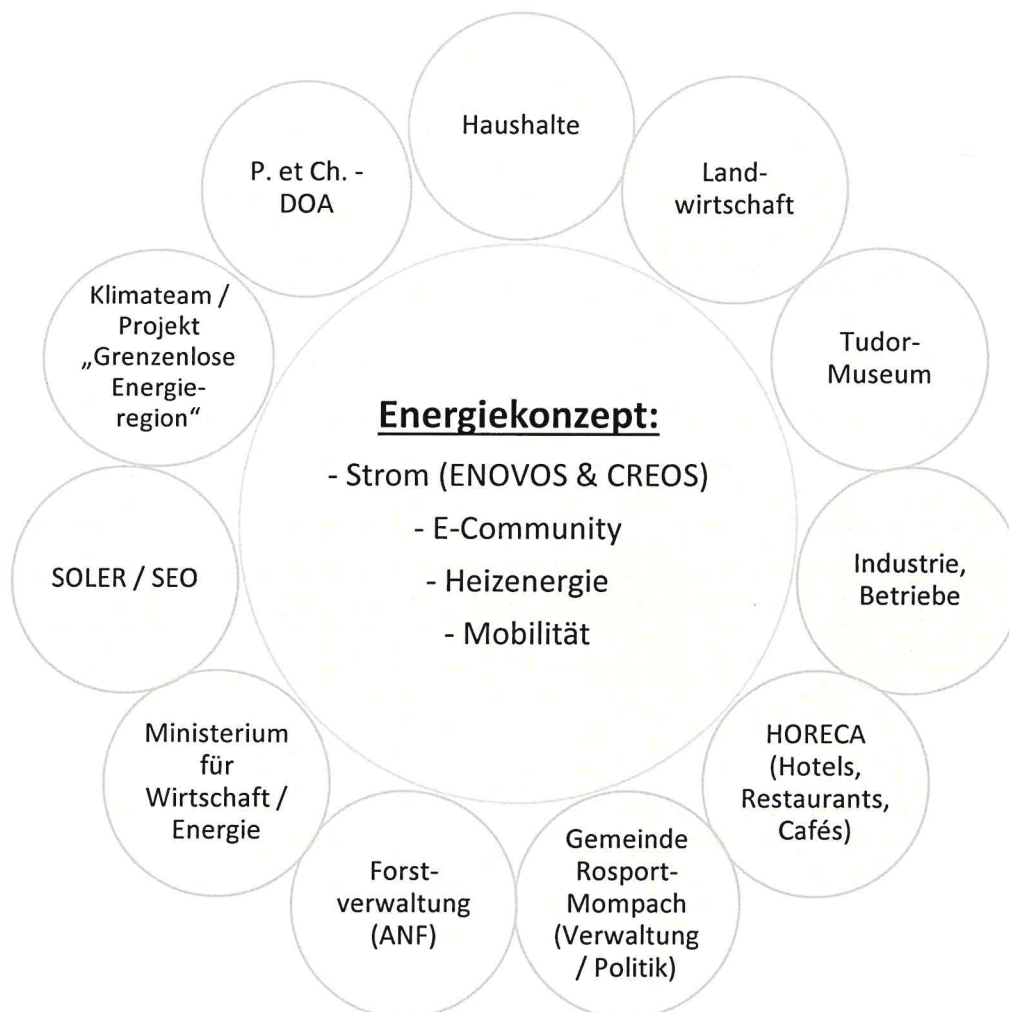 Haushalte
Land-
wirtschaft
Tudor-
Museum
Industrie,
Betriebe
HORECA
(Hotels,
Restaurants,
Cafés)
Gemeinde
Rosport-
Mompach
(Verwaltung
/ Politik)
Forst-
verwaltung
(ANF)
Ministerium
für
Wirtschaft /
Energie
SOLER / SEO
Klimateam /
Projekt
„Grenzenlose
Energie-
region“
P. et Ch. -
DOA
Energiekonzept:
- Strom (ENOVOS & CREOS)
- E-Community
- Heizenergie
- Mobilität